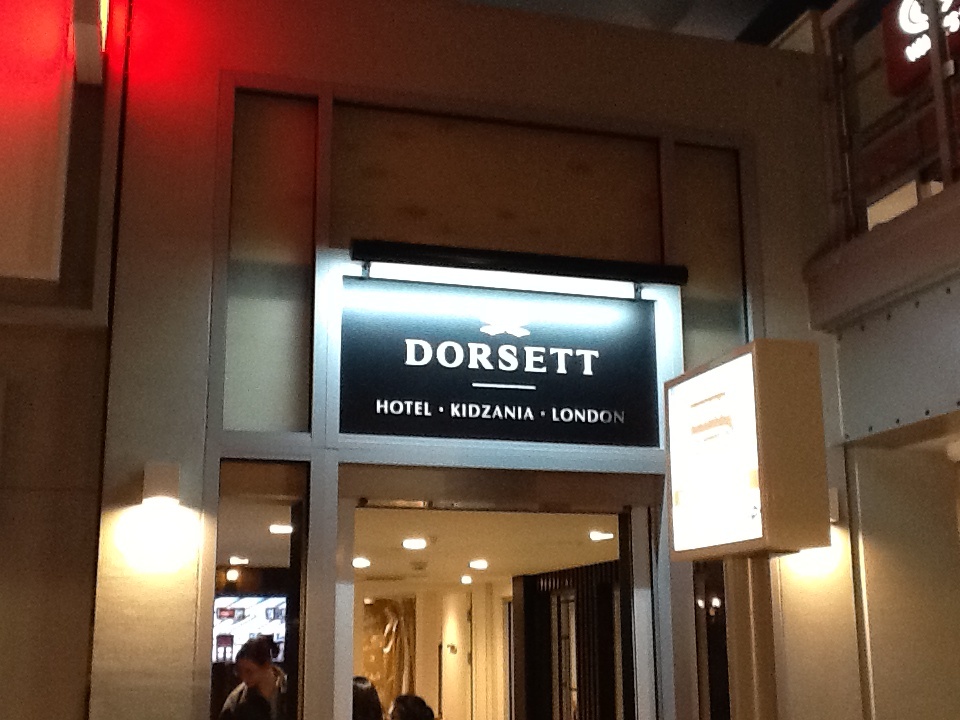 DORSETT
HOTEL • KIDZANIA • LONDON